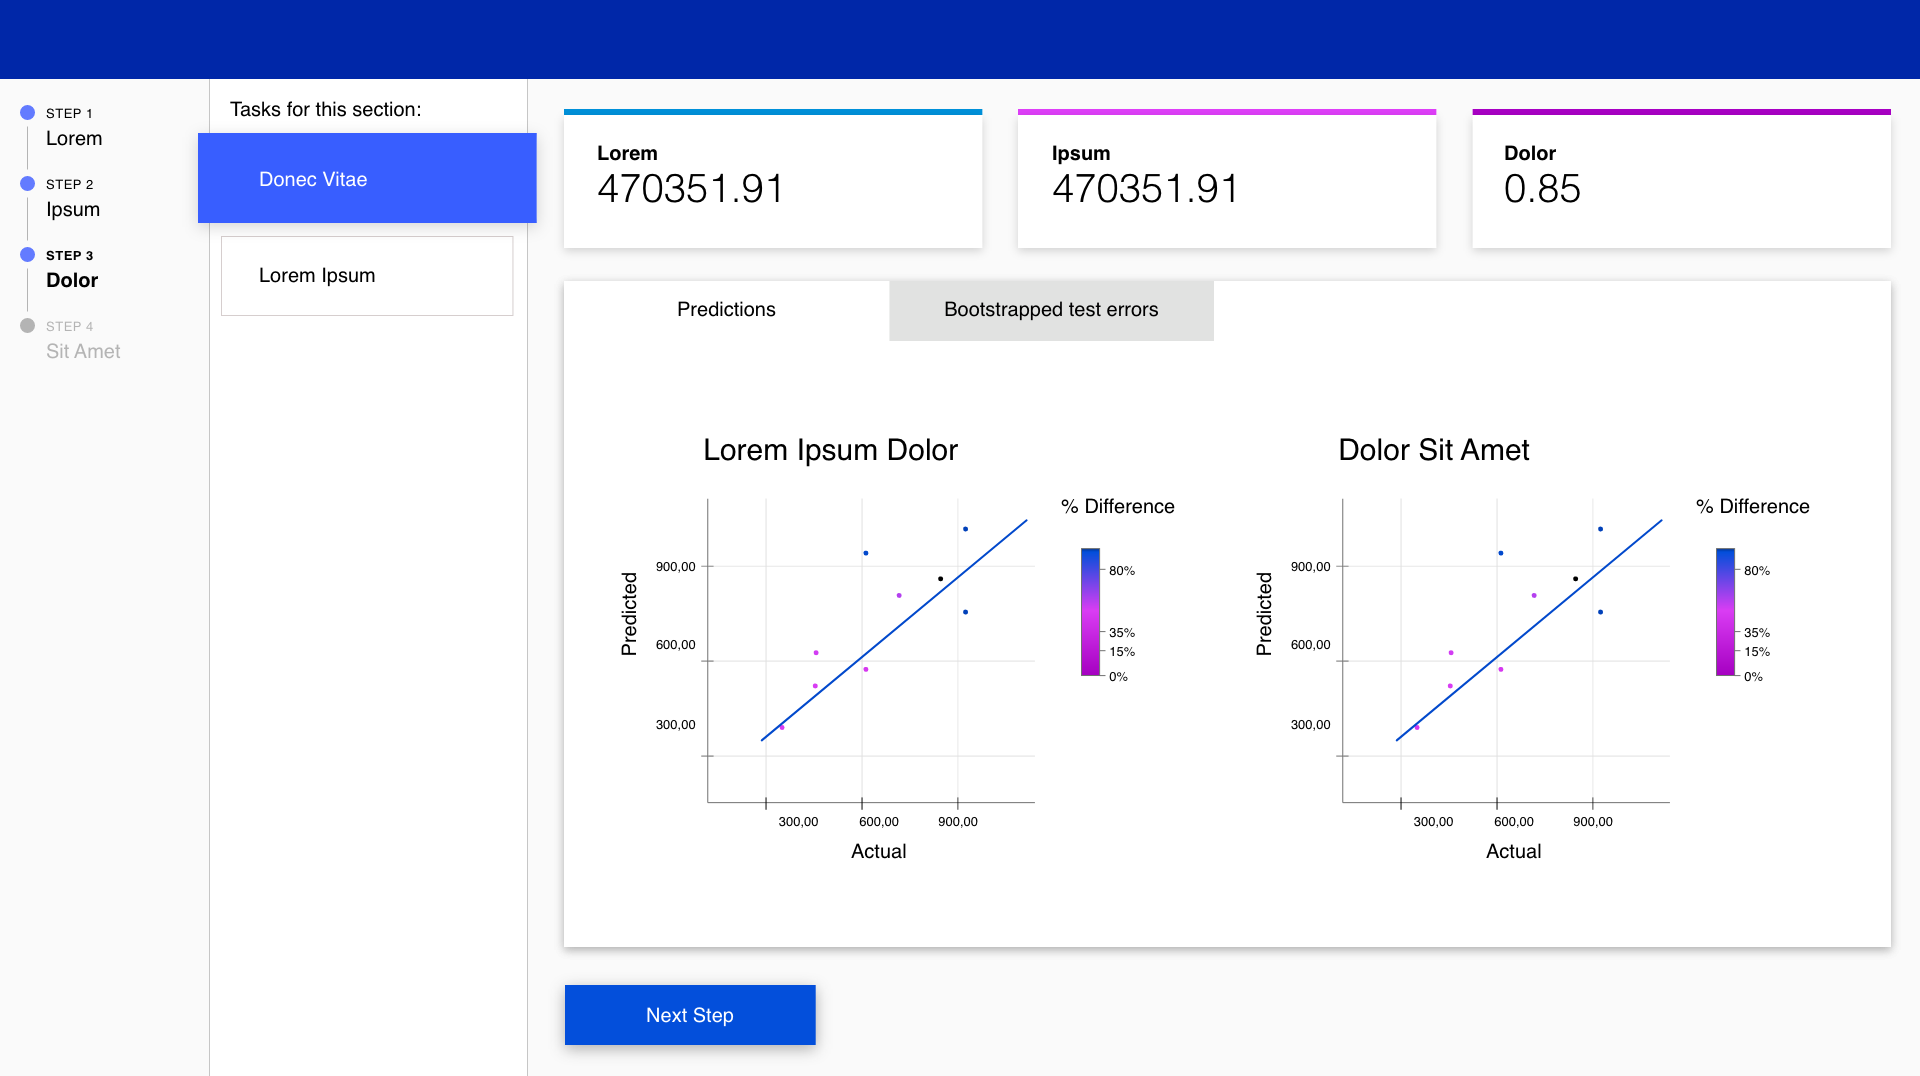 STEP 1
Lorem
STEP 2
Ipsum
STEP 3
Dolor
STEP 4
Sit Amet
Tasks for this section:
Donec Vitae
Lorem Ipsum
Lorem
470351.91
Ipsum
470351.91
Dolor
0.85
Predictions
Bootstrapped test errors
Lorem Ipsum Dolor
% Difference
80%
35%
15%
0%
Predicted
900,00
600,00
300,00
300,00 600,00 900,00
Actual
Dolor Sit Amet
% Difference
80%
35%
15%
0%
Predicted
900,00
600,00
300,00
300,00 600,00 900,00
Actual
Next Step